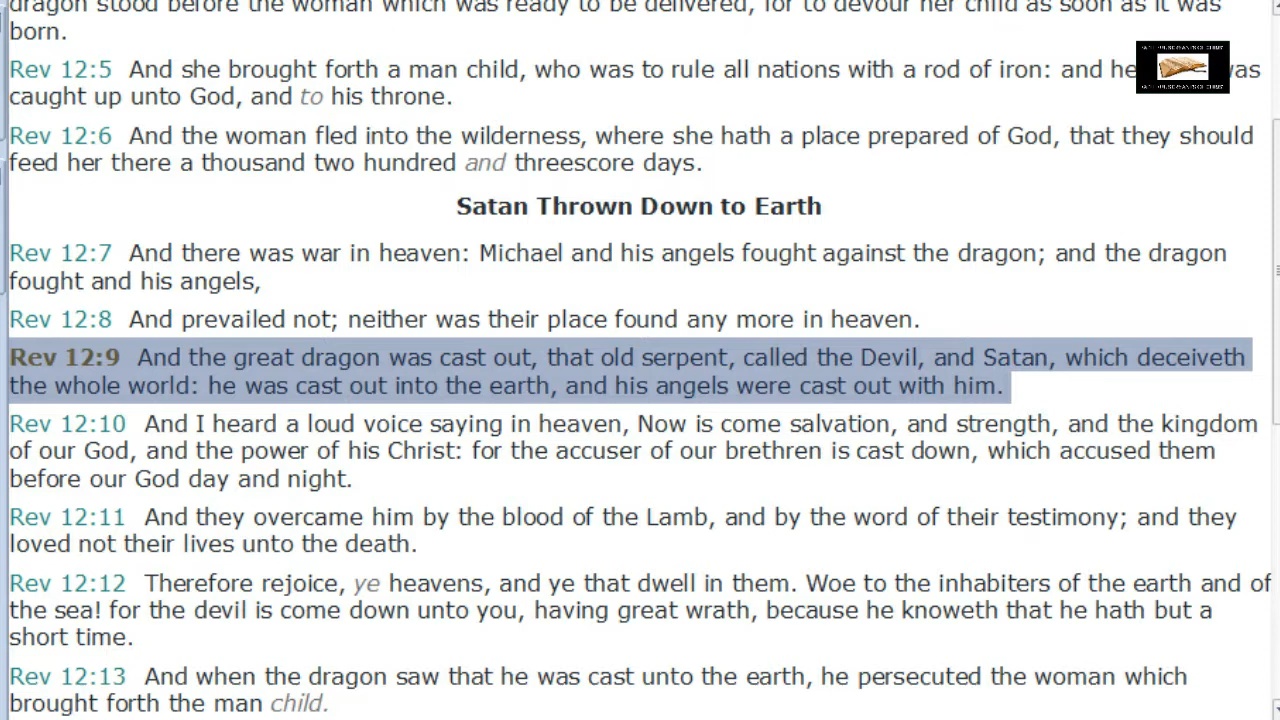 dragon stood before the woman which was ready to be delivered, for to devour her child as soon as it was
born.
Rev 12:5 And she brought forth a man child, who was to rule all nations with a rod of iron: and he was
caught up unto God, and to his throne.
Rev 12:6 And the woman fled into the wilderness, where she hath a place prepared of God, that they should
feed her there a thousand two hundred and threescore days.
Satan Thrown Down to Earth
Rev 12:7 And there was war in heaven: Michael and his angels fought against the dragon; and the dragon
fought and his angels,
Rev 12:8 And prevailed not; neither was their place found any more in heaven.
Rev 12:9 And the great dragon was cast out, that old serpent, called the Devil, and Satan, which deceiveth
the whole world: he was cast out into the earth, and his angels were cast out with him.
Rev 12:10 And I heard a loud voice saying in heaven, Now is come salvation, and strength, and the kingdom
of our God, and the power of his Christ: for the accuser of our brethren is cast down, which accused them
before our God day and night.
Rev 12:11 And they overcame him by the blood of the Lamb, and by the word of their testimony; and they
loved not their lives unto the death.
Rev 12:12 Therefore rejoice, ye heavens, and ye that dwell in them. Woe to the inhabiters of the earth and of
the sea! for the devil is come down unto you, having great wrath, because he knoweth that he hath but a
short time.
Rev 12:13 And when the dragon saw that he was cast unto the earth, he persecuted the woman which
brought forth the man child.